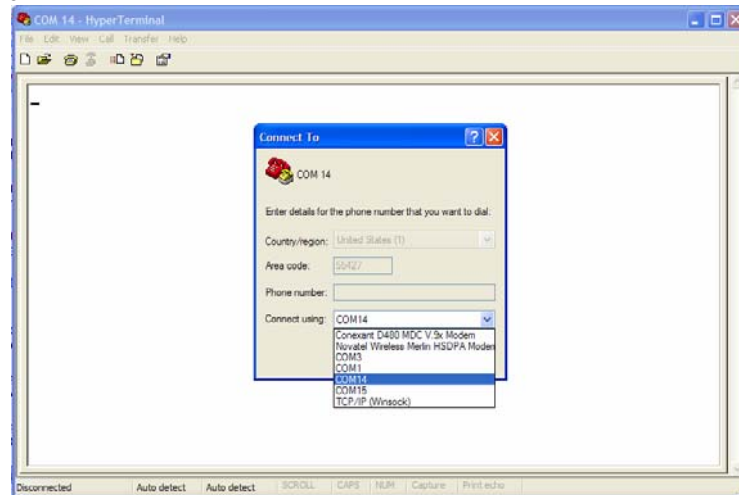 COM 14 - HyperTerminal
File Edit View Call Transfer Help
Connect To
COM 14
Enter details for the phone number that you want to dial:
Country/region: United States (1)
Area code: 55427
Phone number:
Connect using: COM14
Conexant D480 MDC V.9x Modem
Novatel Wireless Merlin HSDPA Modem
COM3
COM1
COM14
COM15
TCP/IP (Winsock)
Disconnected Auto detect Auto detect SCROLL CAPS NUM Capture Print echo